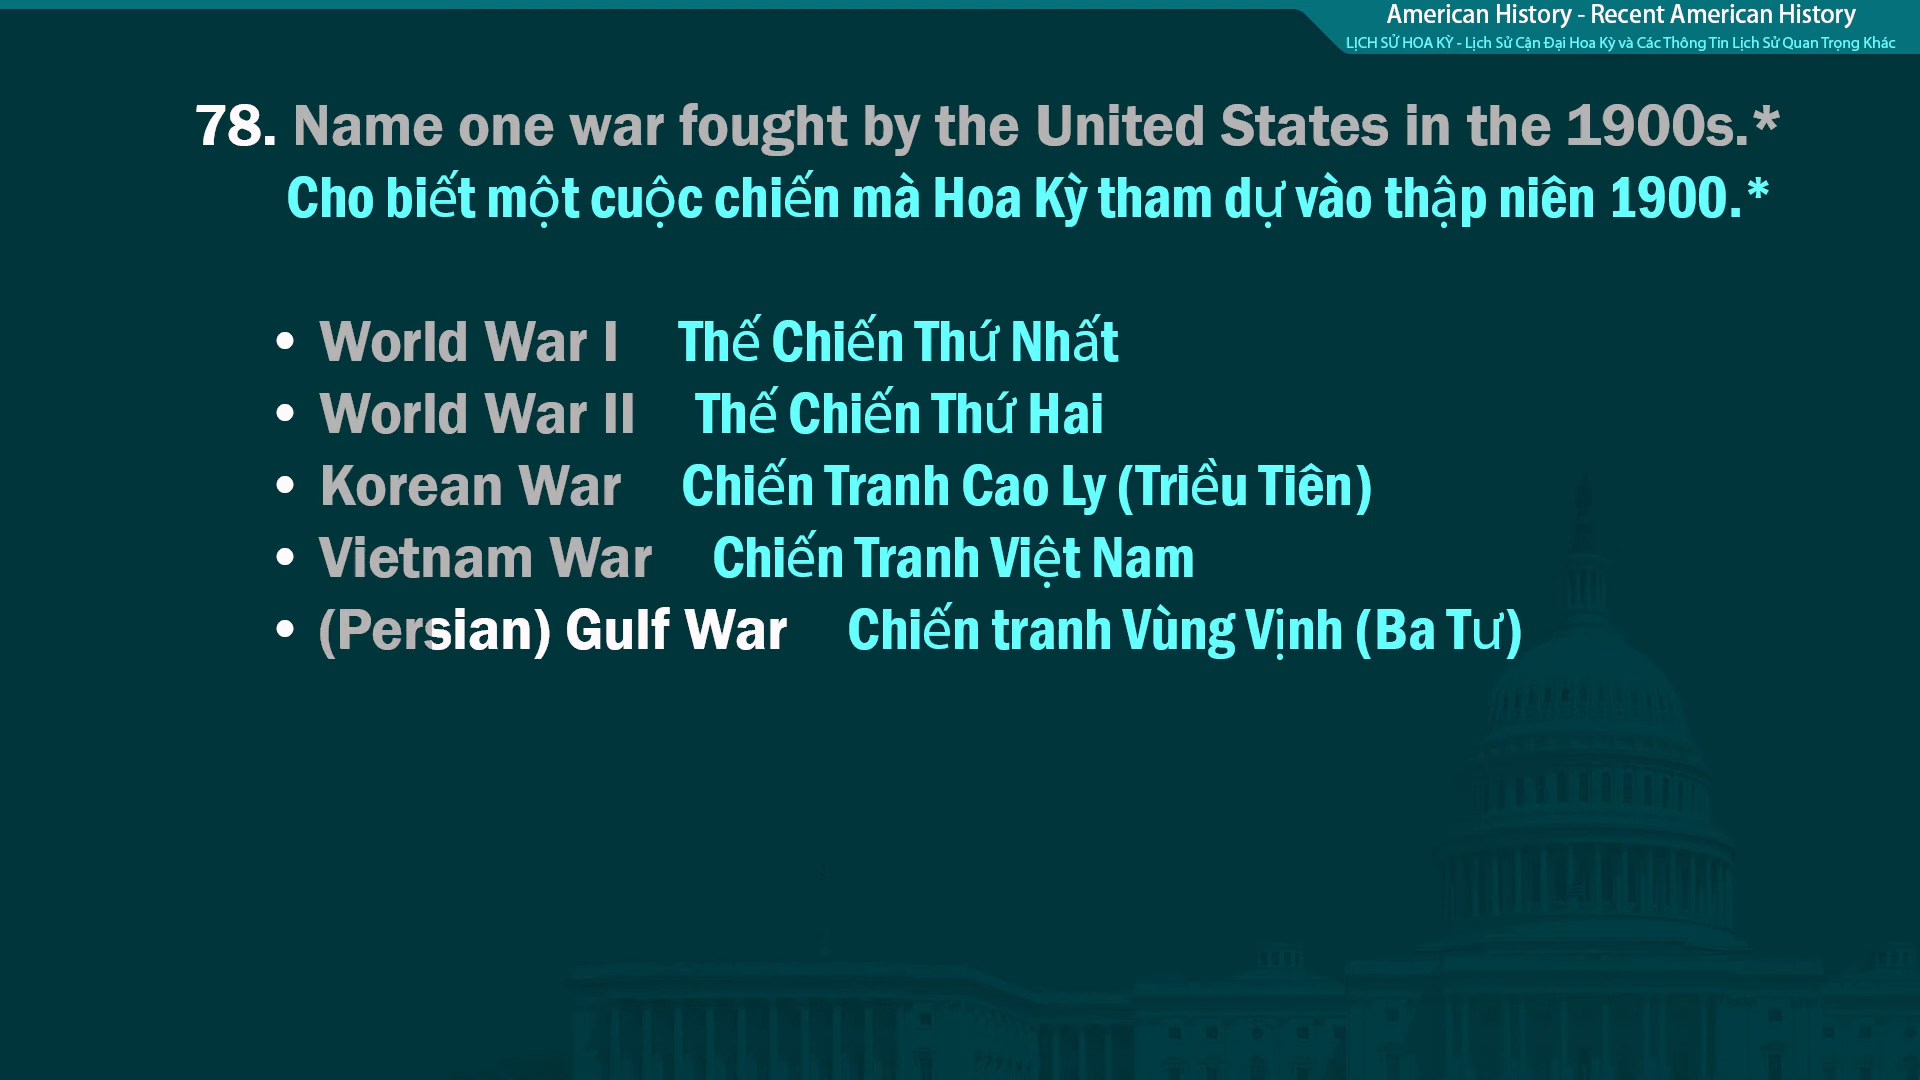 American History - Recent American History
LỊCH SỬ HOA KỲ - Lịch Sử Cận Đại Hoa Kỳ và Các Thông Tin Lịch Sử Quan Trọng Khác
78. Name one war fought by the United States in the 1900s.*
Cho biết một cuộc chiến mà Hoa Kỳ tham dự vào thập niên 1900.*
• World War I Thế Chiến Thứ Nhất
• World War II Thế Chiến Thứ Hai
• Korean War Chiến Tranh Cao Ly (Triều Tiên)
• Vietnam War Chiến Tranh Việt Nam
• (Persian) Gulf War Chiến tranh Vùng Vịnh (Ba Tư)